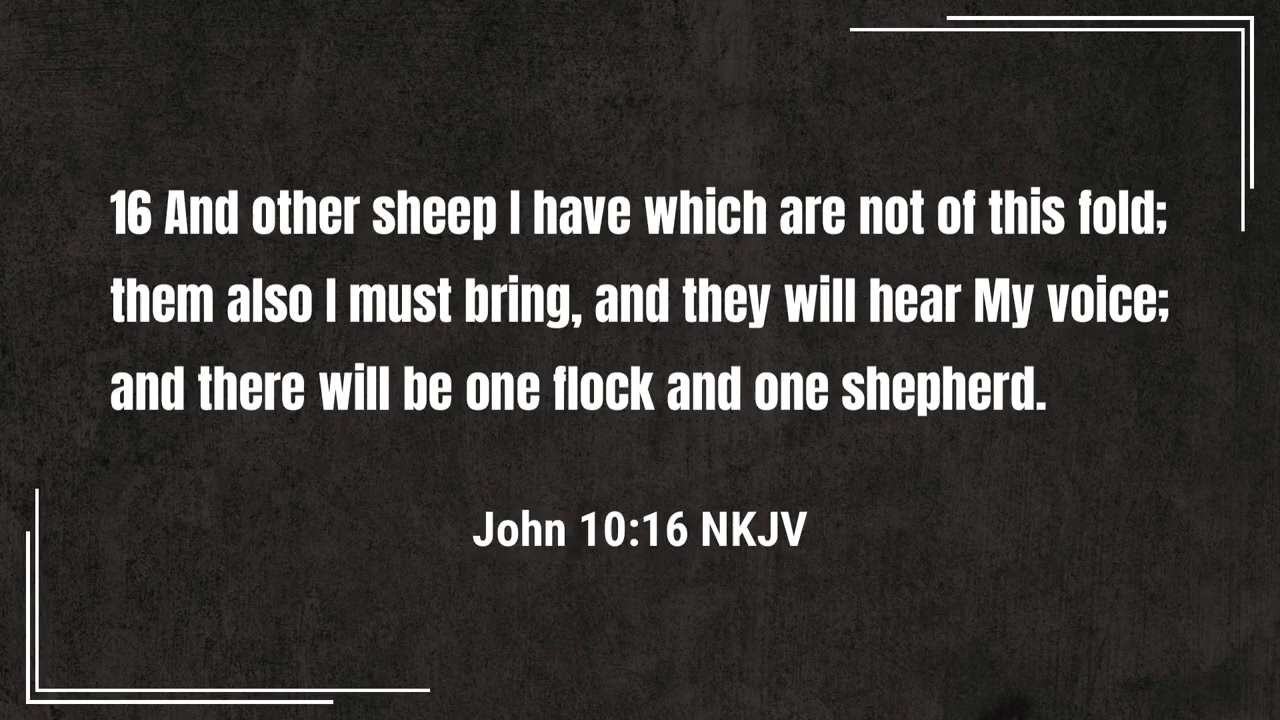 16 And other sheep I have which are not of this fold;
them also I must bring, and they will hear My voice;
and there will be one flock and one shepherd.
John 10:16 NKJV